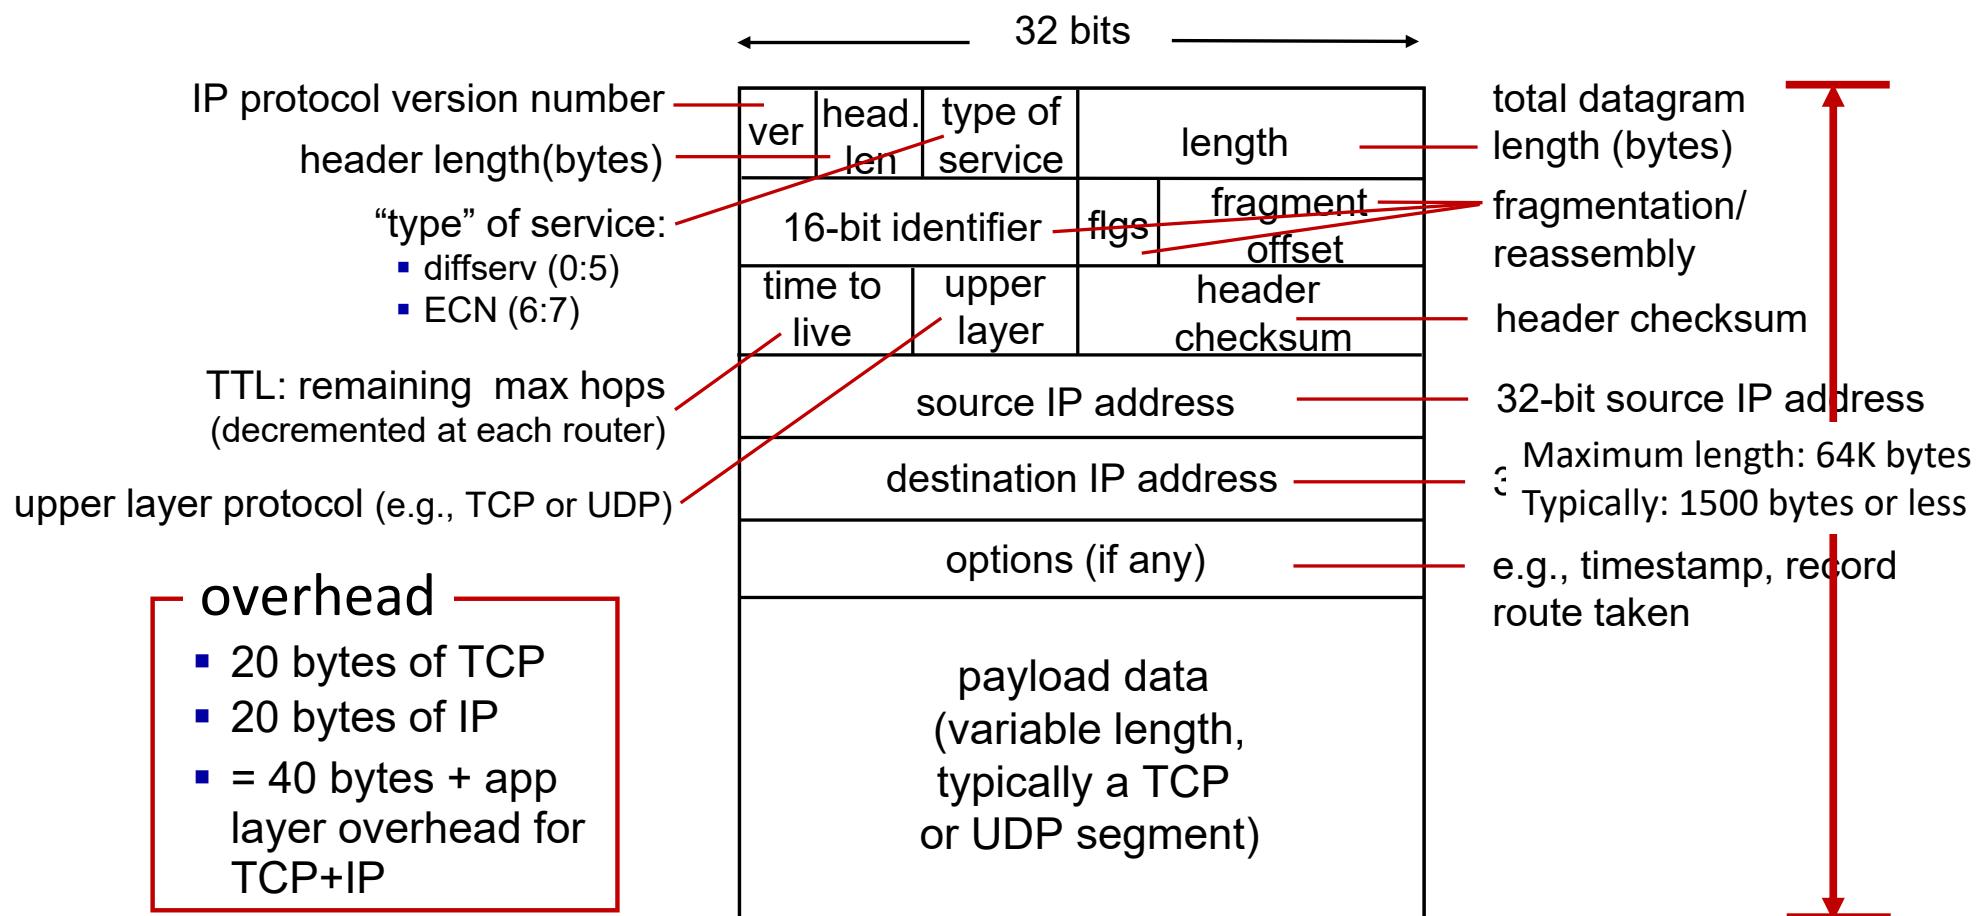 32 bits
IP protocol version number
header length(bytes)
“type” of service:
diffserv (0:5)
ECN (6:7)
TTL: remaining max hops
(decremented at each router)
upper layer protocol (e.g., TCP or UDP)
overhead
20 bytes of TCP
20 bytes of IP
= 40 bytes + app
layer overhead for
TCP+IP
ver
head.
len
type of
service
length
16-bit identifier
flgs
fragment
offset
time to
live
upper
layer
header
checksum
source IP address
destination IP address
options (if any)
payload data
(variable length,
typically a TCP
or UDP segment)
total datagram
length (bytes)
fragmentation/
reassembly
header checksum
32-bit source IP address
Maximum length: 64K bytes
Typically: 1500 bytes or less
e.g., timestamp, record
route taken